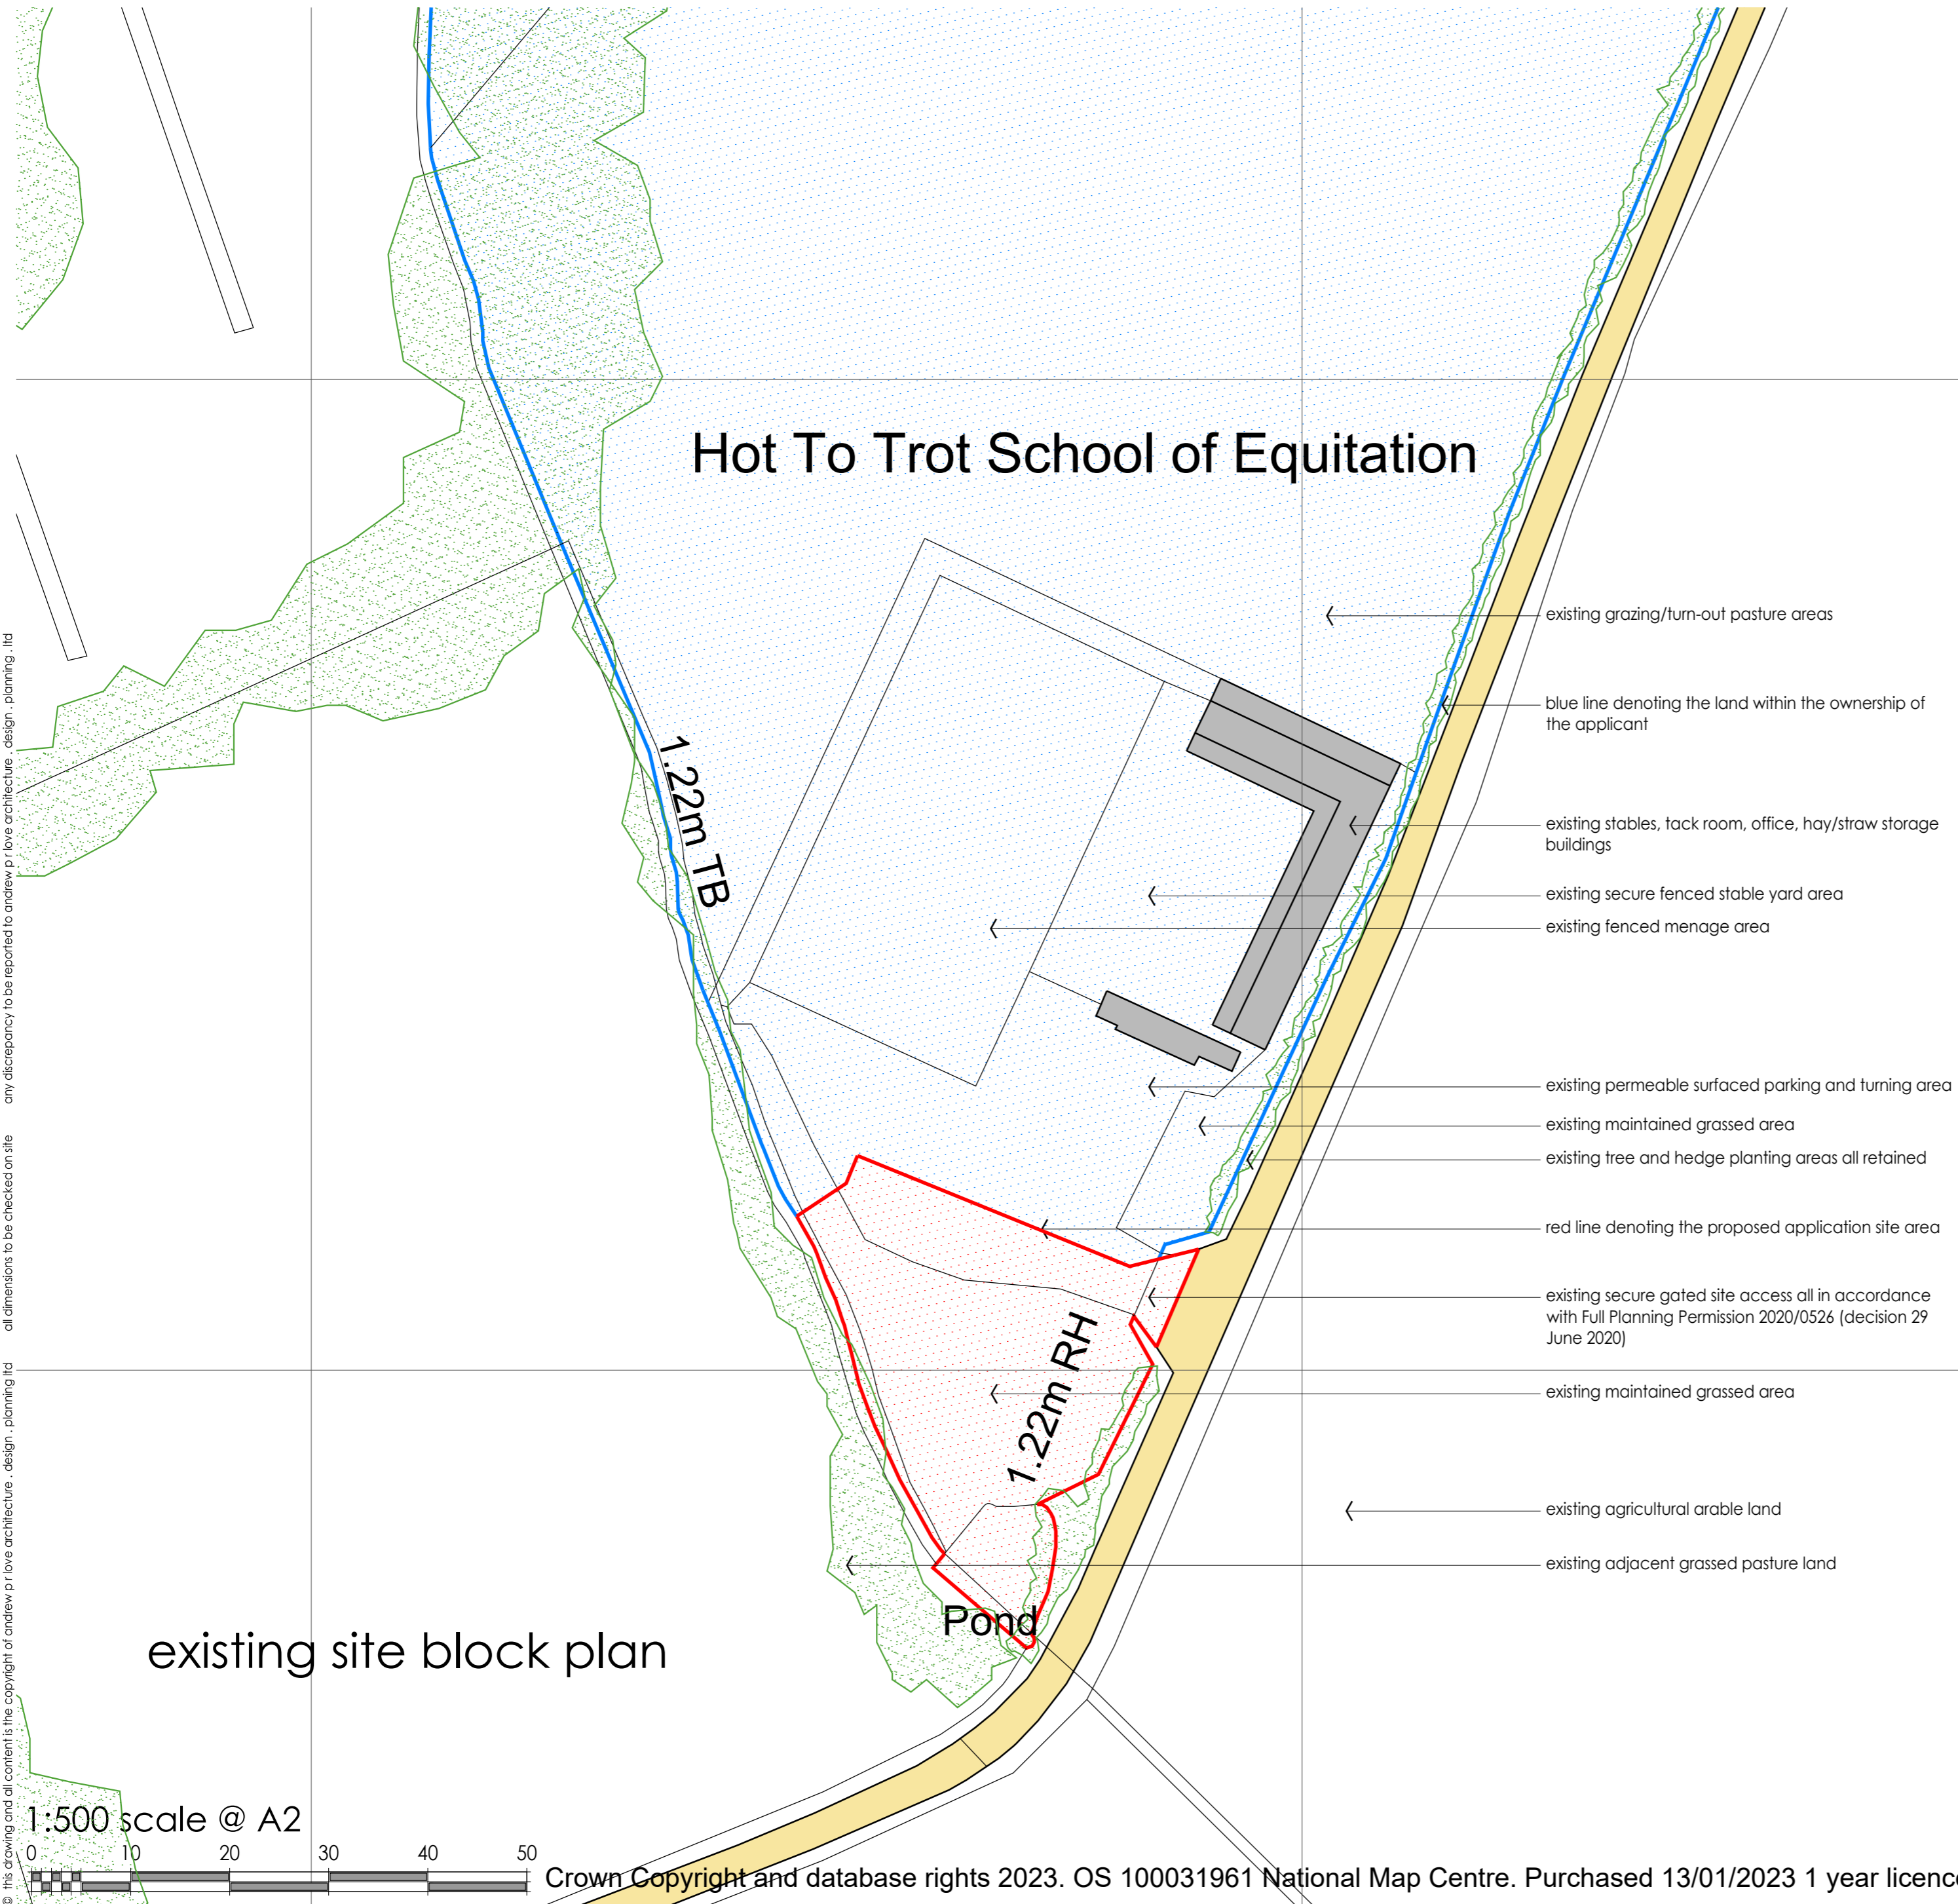 Hot To Trot School of Equitation
existing grazing/turn-out pasture areas
blue line denoting the land within the ownership of
the applicant
1.22m TB
existing stables, tack room, office, hay/straw storage
buildings
existing secure fenced stable yard area
existing fenced menage area
existing permeable surfaced parking and turning area
existing maintained grassed area
existing tree and hedge planting areas all retained
red line denoting the proposed application site area
existing secure gated site access all in accordance
with Full Planning Permission 2020/0526 (decision 29
June 2020)
1.22m RH
existing maintained grassed area
existing agricultural arable land
existing adjacent grassed pasture land
Pond
existing site block plan
1:500 scale @ A2
0 10 20 30 40 50
Crown Copyright and database rights 2023. OS 100031961 National Map Centre. Purchased 13/01/2023 1 year licenc
© this drawing and all content is the copyright of andrew p r love architecture . design . planning ltd all dimensions to be checked on site any discrepancy to be reported to andrew p r love architecture . design . planning . ltd